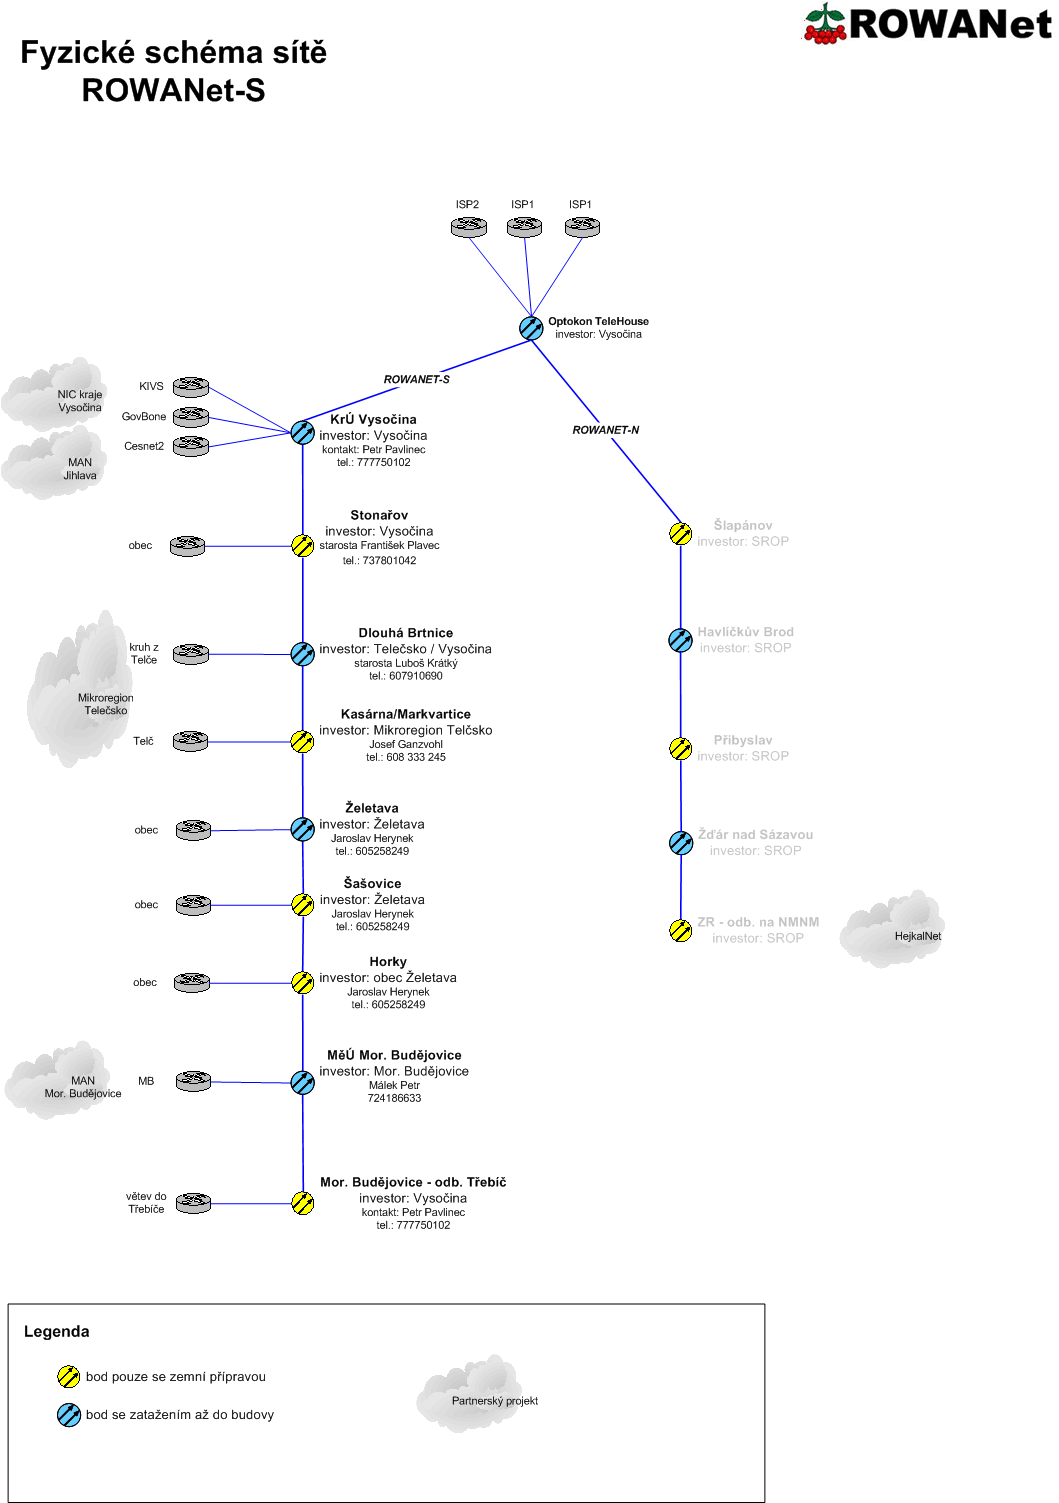 ROWANet
Fyzické schéma sítě
ROWANet-S
ISP2
ISP1
ISP1
Optokon TeleHouse
investor: Vysočina
ROWANET-S
ROWANET-N
NIC kraje
Vysočina
MAN
Jihlava
KIVS
GovBone
Cesnet2
KrÚ Vysočina
investor: Vysočina
kontakt: Petr Pavlinec
tel.: 777750102
obec
Stonařov
investor: Vysočina
starosta František Plavec
tel.: 737801042
Šlapánov
investor: SROP
Mikroregion
Telečsko
kruh z
Telče
Dlouhá Brtnice
investor: Telečsko / Vysočina
starosta Luboš Krátký
tel.: 607910690
Havlíčkův Brod
investor: SROP
Telč
Kasárna/Markvartice
investor: Mikroregion Telčsko
Josef Ganzvohl
tel.: 608 333 245
Přibyslav
investor: SROP
obec
Želetava
investor: Želetava
Jaroslav Herynek
tel.: 605258249
Žďár nad Sázavou
investor: SROP
obec
Šašovice
investor: Želetava
Jaroslav Herynek
tel.: 605258249
ZR - odb. na NMNM
investor: SROP
HejkalNet
obec
Horky
investor: obec Želetava
Jaroslav Herynek
tel.: 605258249
MAN
Mor. Budějovice
MB
MěÚ Mor. Budějovice
investor: Mor. Budějovice
Málek Petr
724186633
větev do
Třebíče
Mor. Budějovice - odb. Třebíč
investor: Vysočina
kontakt: Petr Pavlinec
tel.: 777750102
Legenda
bod pouze se zemní přípravou
bod se zatažením až do budovy
Partnerský projekt